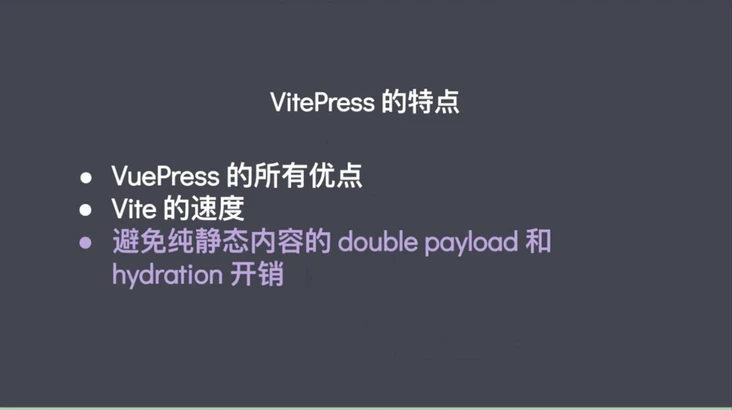 VitePress 的特点
● VuePress 的所有优点
● Vite 的速度
● 避免纯静态内容的 double payload 和
hydration 开销